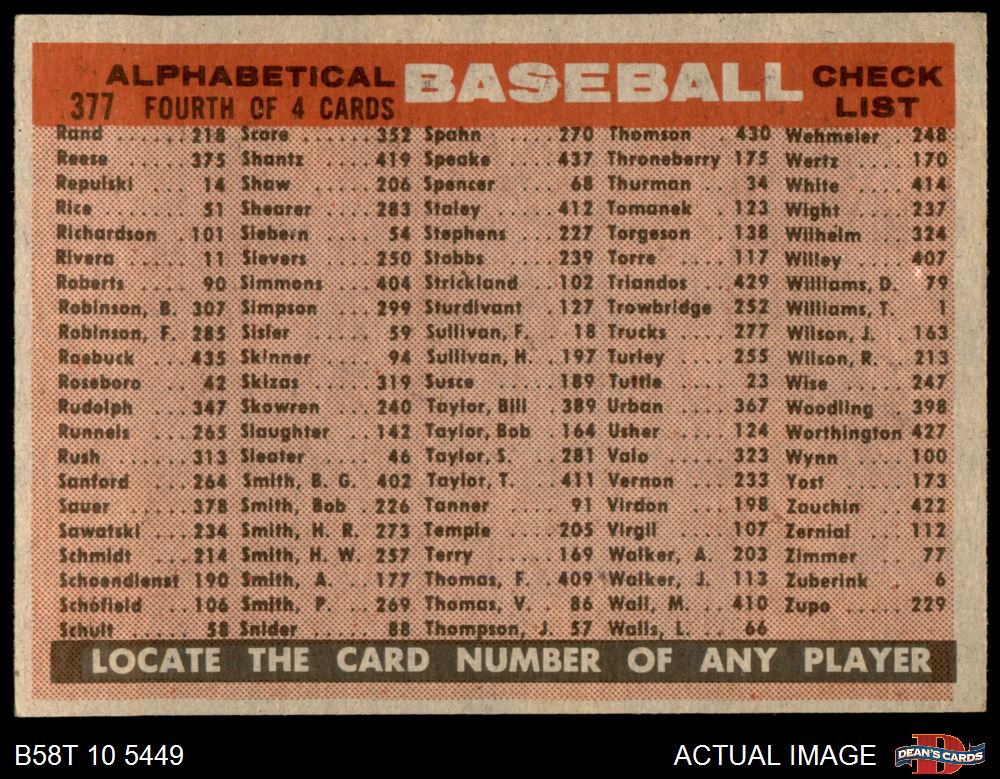 ALPHABETICAL BASEBALL CHECK
377 FOURTH OF 4 CARDS LIST
Rand ..... 218
Reese ..... 375
Repulski ... 14
Rice ..... 51
Richardson . 101
Rivera .... 11
Roberts ... 90
Robinson, B. 307
Robinson, F. 285
Roebuck ... 435
Roseboro .. 42
Rudolph ... 347
Runnels ... 265
Rush ..... 313
Sanford ... 264
Sauer .... 378
Sawatski ... 234
Schmidt ... 214
Schoendienst 190
Schofield .. 106
Schult .... 58
Score .... 352
Shantz .... 419
Shaw .... 206
Shearer .... 283
Siebern .... 54
Sievers .... 250
Simmons ... 404
Simpson ... 299
Sisler .... 59
Skinner ... 94
Skizas .... 319
Skowren ... 240
Slaughter .. 142
Sleater .... 46
Smith, B. G. 402
Smith, Bob 226
Smith, H. R. 273
Smith, H. W. 257
Smith, A. .. 177
Smith, P. .. 269
Snider .... 88
Spahn .... 270
Speake ... 437
Spencer ... 68
Staley .... 412
Stephens ... 227
Stobbs .... 239
Strickland .. 102
Sturdivant .. 127
Sullivan, F. . 18
Sullivan, H. . 197
Susce .... 189
Taylor, Bill . 389
Taylor, Bob . 164
Taylor, S. .. 281
Taylor, T. .. 411
Tanner .... 91
Temple .... 205
Terry .... 169
Thomas, F. . 409
Thomas, V. . 86
Thompson, J. 57
Thomson .. 430
Throneberry 175
Thurman .. 34
Tomanek .. 123
Torgeson .. 138
Torre .... 117
Triandos ... 429
Trowbridge 252
Trucks .... 277
Turley .... 255
Tuttle .... 23
Urban .... 367
Usher .... 124
Valo .... 323
Vernon ... 233
Virdon .... 198
Virgil .... 107
Walker, A. . 203
Walker, J. . 113
Wall, M. .. 410
Walls, L. .. 66
Wehmeier . 248
Wertz .... 170
White .... 414
Wight .... 237
Wilhelm ... 324
Willey .... 407
Williams, D. 79
Williams, T. 1
Wilson, J. . 163
Wilson, R. . 213
Wise .... 247
Woodling . 398
Worthington 427
Wynn .... 100
Yost .... 173
Zauchin ... 422
Zernial ... 112
Zimmer ... 77
Zuberink .. 6
Zupo .... 229
LOCATE THE CARD NUMBER OF ANY PLAYER
B58T 10 5449 ACTUAL IMAGE D DEAN'S CARDS